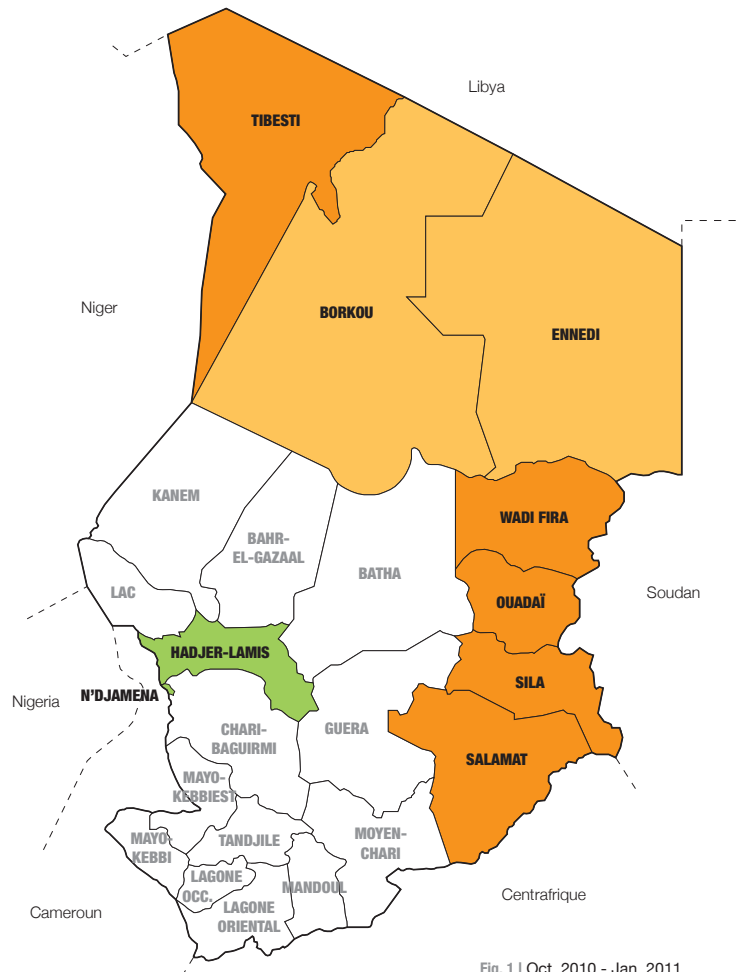 Libya
TIBESTI
Niger
BORKOU
ENNEDI
KANEM
WADI FIRA
BAHR-
EL-GAZAAL
BATHA
LAC
OUADAÏ
Soudan
HADJER-LAMIS
SILA
Nigeria
N'DJAMENA
CHARI-
BAGUIRMI
GUERA
SALAMAT
MAYO-
KEBBIEST
MAYO-
KEBBI
TANDJILE
MOYEN-
CHARI
LAGONE
OCC.
MANDOUL
Centrafrique
Cameroun
LAGONE
ORIENTAL
Fig. 1 | Oct. 2010 - Jan. 2011